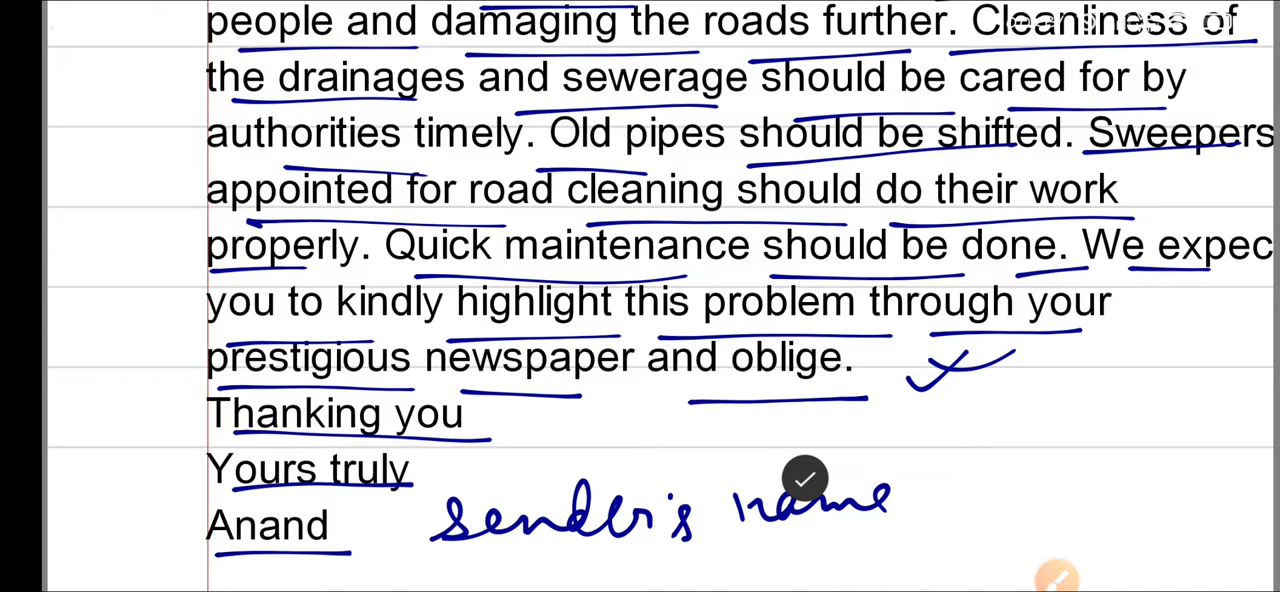 people and damaging the roads further. Cleanliness of
the drainages and sewerage should be cared for by
authorities timely. Old pipes should be shifted. Sweepers
appointed for road cleaning should do their work
properly. Quick maintenance should be done. We expec
you to kindly highlight this problem through your
prestigious newspaper and oblige.
Thanking you
Yours truly
Anand
sender's name